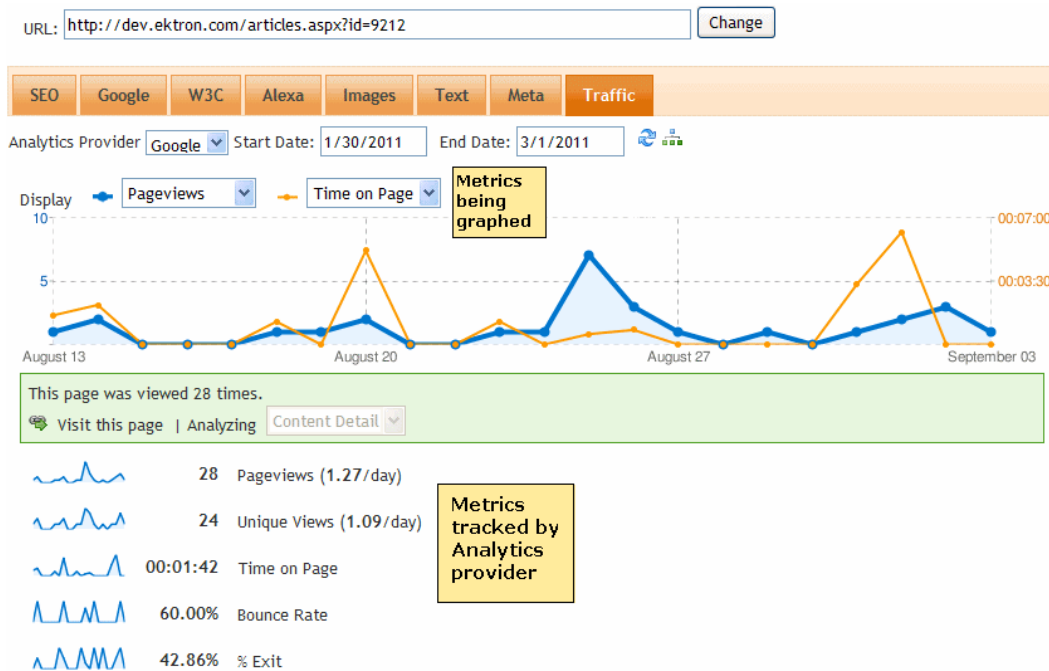 URL: http://dev.ektron.com/articles.aspx?id=9212 Change
SEO Google W3C Alexa Images Text Meta Traffic
Analytics Provider Google Start Date: 1/30/2011 End Date: 3/1/2011
Display Pageviews Time on Page
Metrics
being
graphed
10 00:07:00
5 00:03:30
August 13 August 20 August 27 September 03
This page was viewed 28 times.
Visit this page | Analyzing Content Detail
28 Pageviews (1.27/day)
24 Unique Views (1.09/day)
00:01:42 Time on Page
60.00% Bounce Rate
42.86% % Exit
Metrics
tracked by
Analytics
provider